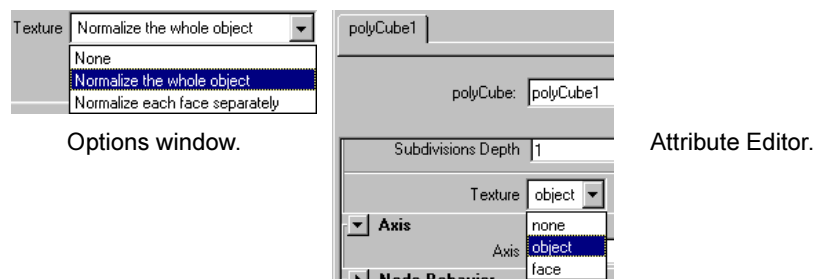 Texture Normalize the whole object
None
Normalize the whole object
Normalize each face separately
Options window.
polyCube1
polyCube: polyCube1
Subdivisions Depth 1
Texture object
none
object
face
Axis
Axis
Node Behavior
Attribute Editor.